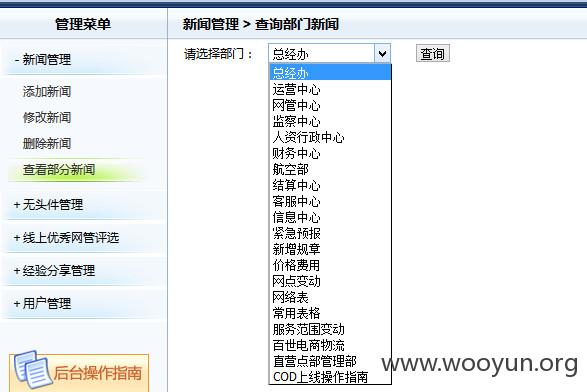 管理菜单
新闻管理 > 查询部门新闻
- 新闻管理
添加新闻
修改新闻
删除新闻
查看部分新闻
+ 无头件管理
+ 线上优秀网管评选
+ 经验分享管理
+ 用户管理
后台操作指南
请选择部门： 总经办 查询
总经办
运营中心
网管中心
监察中心
人资行政中心
财务中心
航空部
结算中心
客服中心
信息中心
紧急预报
新增规章
价格费用
网点变动
网络表
常用表格
服务范围变动
百世电商物流
直营点部管理部
COD上线操作指南
www.wooyun.org